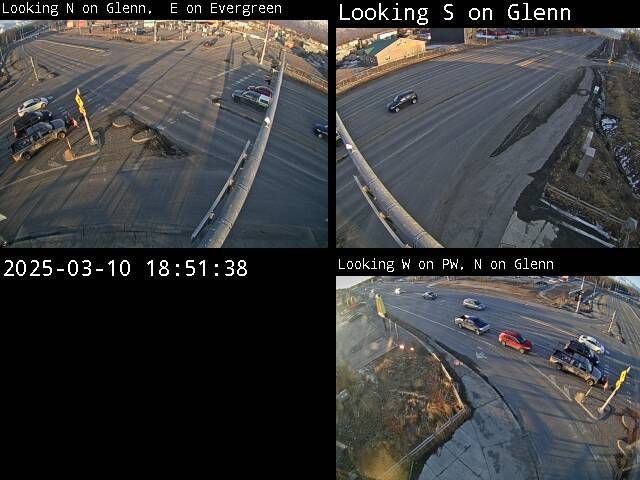 Looking N on Glenn,  E on Evergreen
Looking S on Glenn
2025-03-10 18:51:38
Looking W on PW, N on Glenn